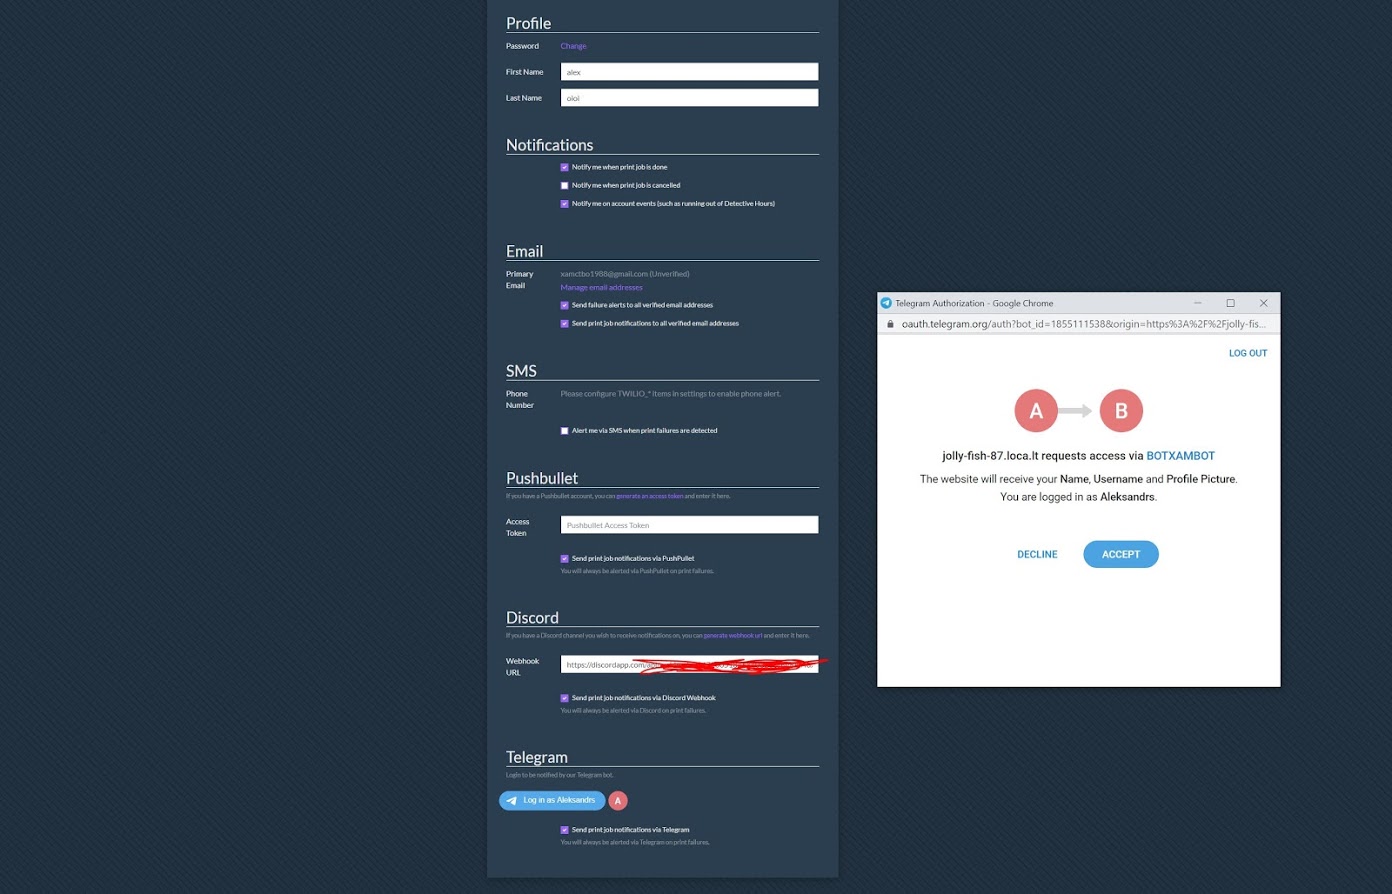 Profile
Password Change
First Name alex
Last Name oioi
Notifications
Notify me when print job is done
Notify me when print job is cancelled
Notify me on account events (such as running out of Detective Hours)
Email
Primary
Email
xamctbo1988@gmail.com (Unverified)
Manage email addresses
Send failure alerts to all verified email addresses
Send print job notifications to all verified email addresses
SMS
Phone
Number
Please configure TWILIO_* items in settings to enable phone alert.
Alert me via SMS when print failures are detected
Pushbullet
If you have a Pushbullet account, you can generate an access token and enter it here.
Access
Token
Pushbullet Access Token
Send print job notifications via PushPullet
You will always be alerted via PushPullet on print failures.
Discord
If you have a Discord channel you wish to receive notifications on, you can generate webhook url and enter it here.
Webhook
URL
https://discordapp.com/
Send print job notifications via Discord Webhook
You will always be alerted via Discord on print failures.
Telegram
Login to be notified by our Telegram bot.
Log in as Aleksandrs A
Send print job notifications via Telegram
You will always be alerted via Telegram on print failures.
Telegram Authorization - Google Chrome
oauth.telegram.org/auth?bot_id=1855111538&origin=https%3A%2F%2Fjolly-fis...
LOG OUT
A B
jolly-fish-87.loca.lt requests access via BOTXAMBOT
The website will receive your Name, Username and Profile Picture.
You are logged in as Aleksandrs.
DECLINE ACCEPT